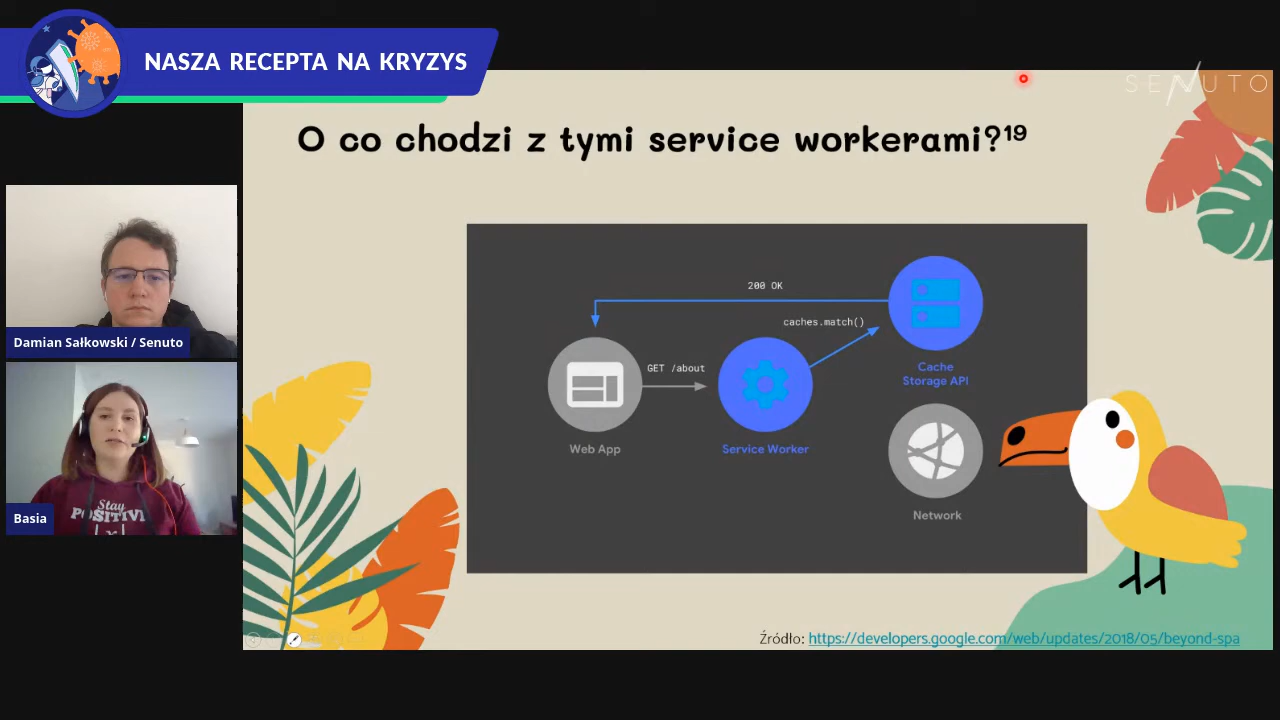 NASZA RECEPTA NA KRYZYS
SENUTO
O co chodzi z tymi service workerami?¹⁹
200 OK
caches.match()
GET /about
Cache
Storage API
Web App
Service Worker
Network
Damian Sałkowski / Senuto
Stay
POSITIVE
Basia
Źródło: https://developers.google.com/web/updates/2018/05/beyond-spa